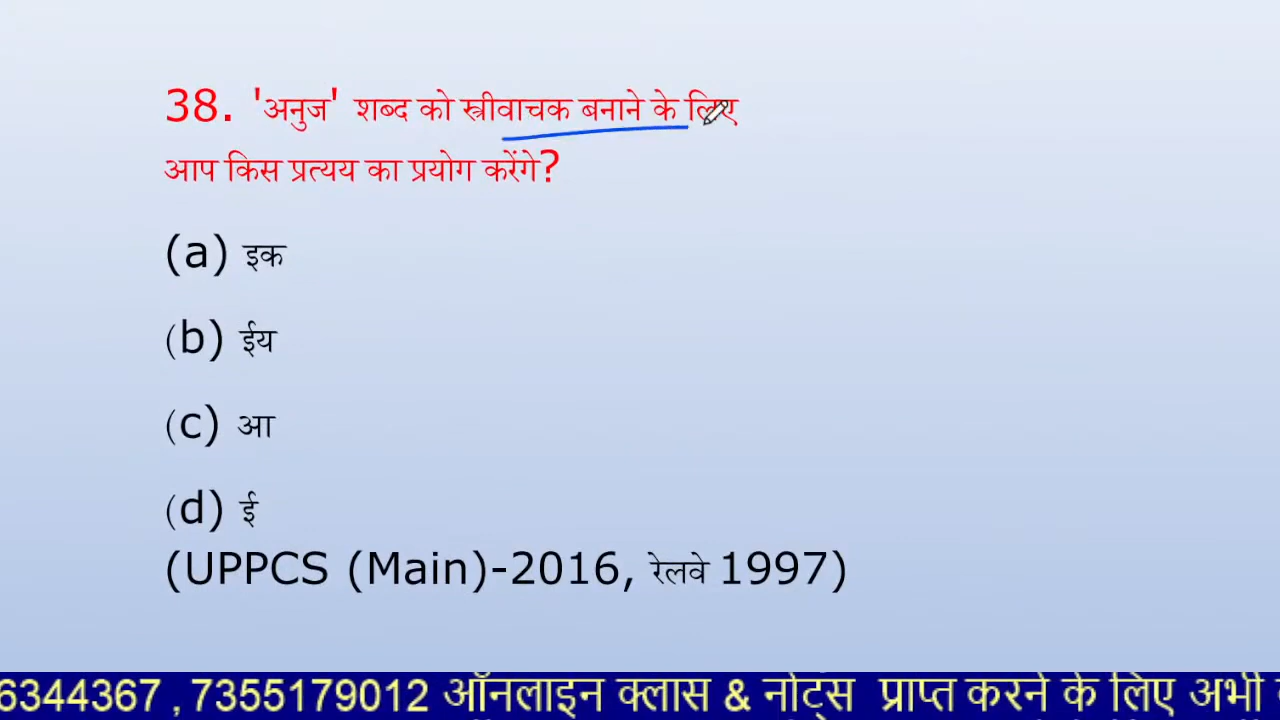 38. 'अनुज' शब्द को स्त्रीवाचक बनाने के लिए
आप किस प्रत्यय का प्रयोग करेंगे?
(a) इक
(b) ईय
(c) आ
(d) ई
(UPPCS (Main)-2016, रेलवे 1997)
6344367 , 7355179012 ऑनलाइन क्लास & नोट्स प्राप्त करने के लिए अभी